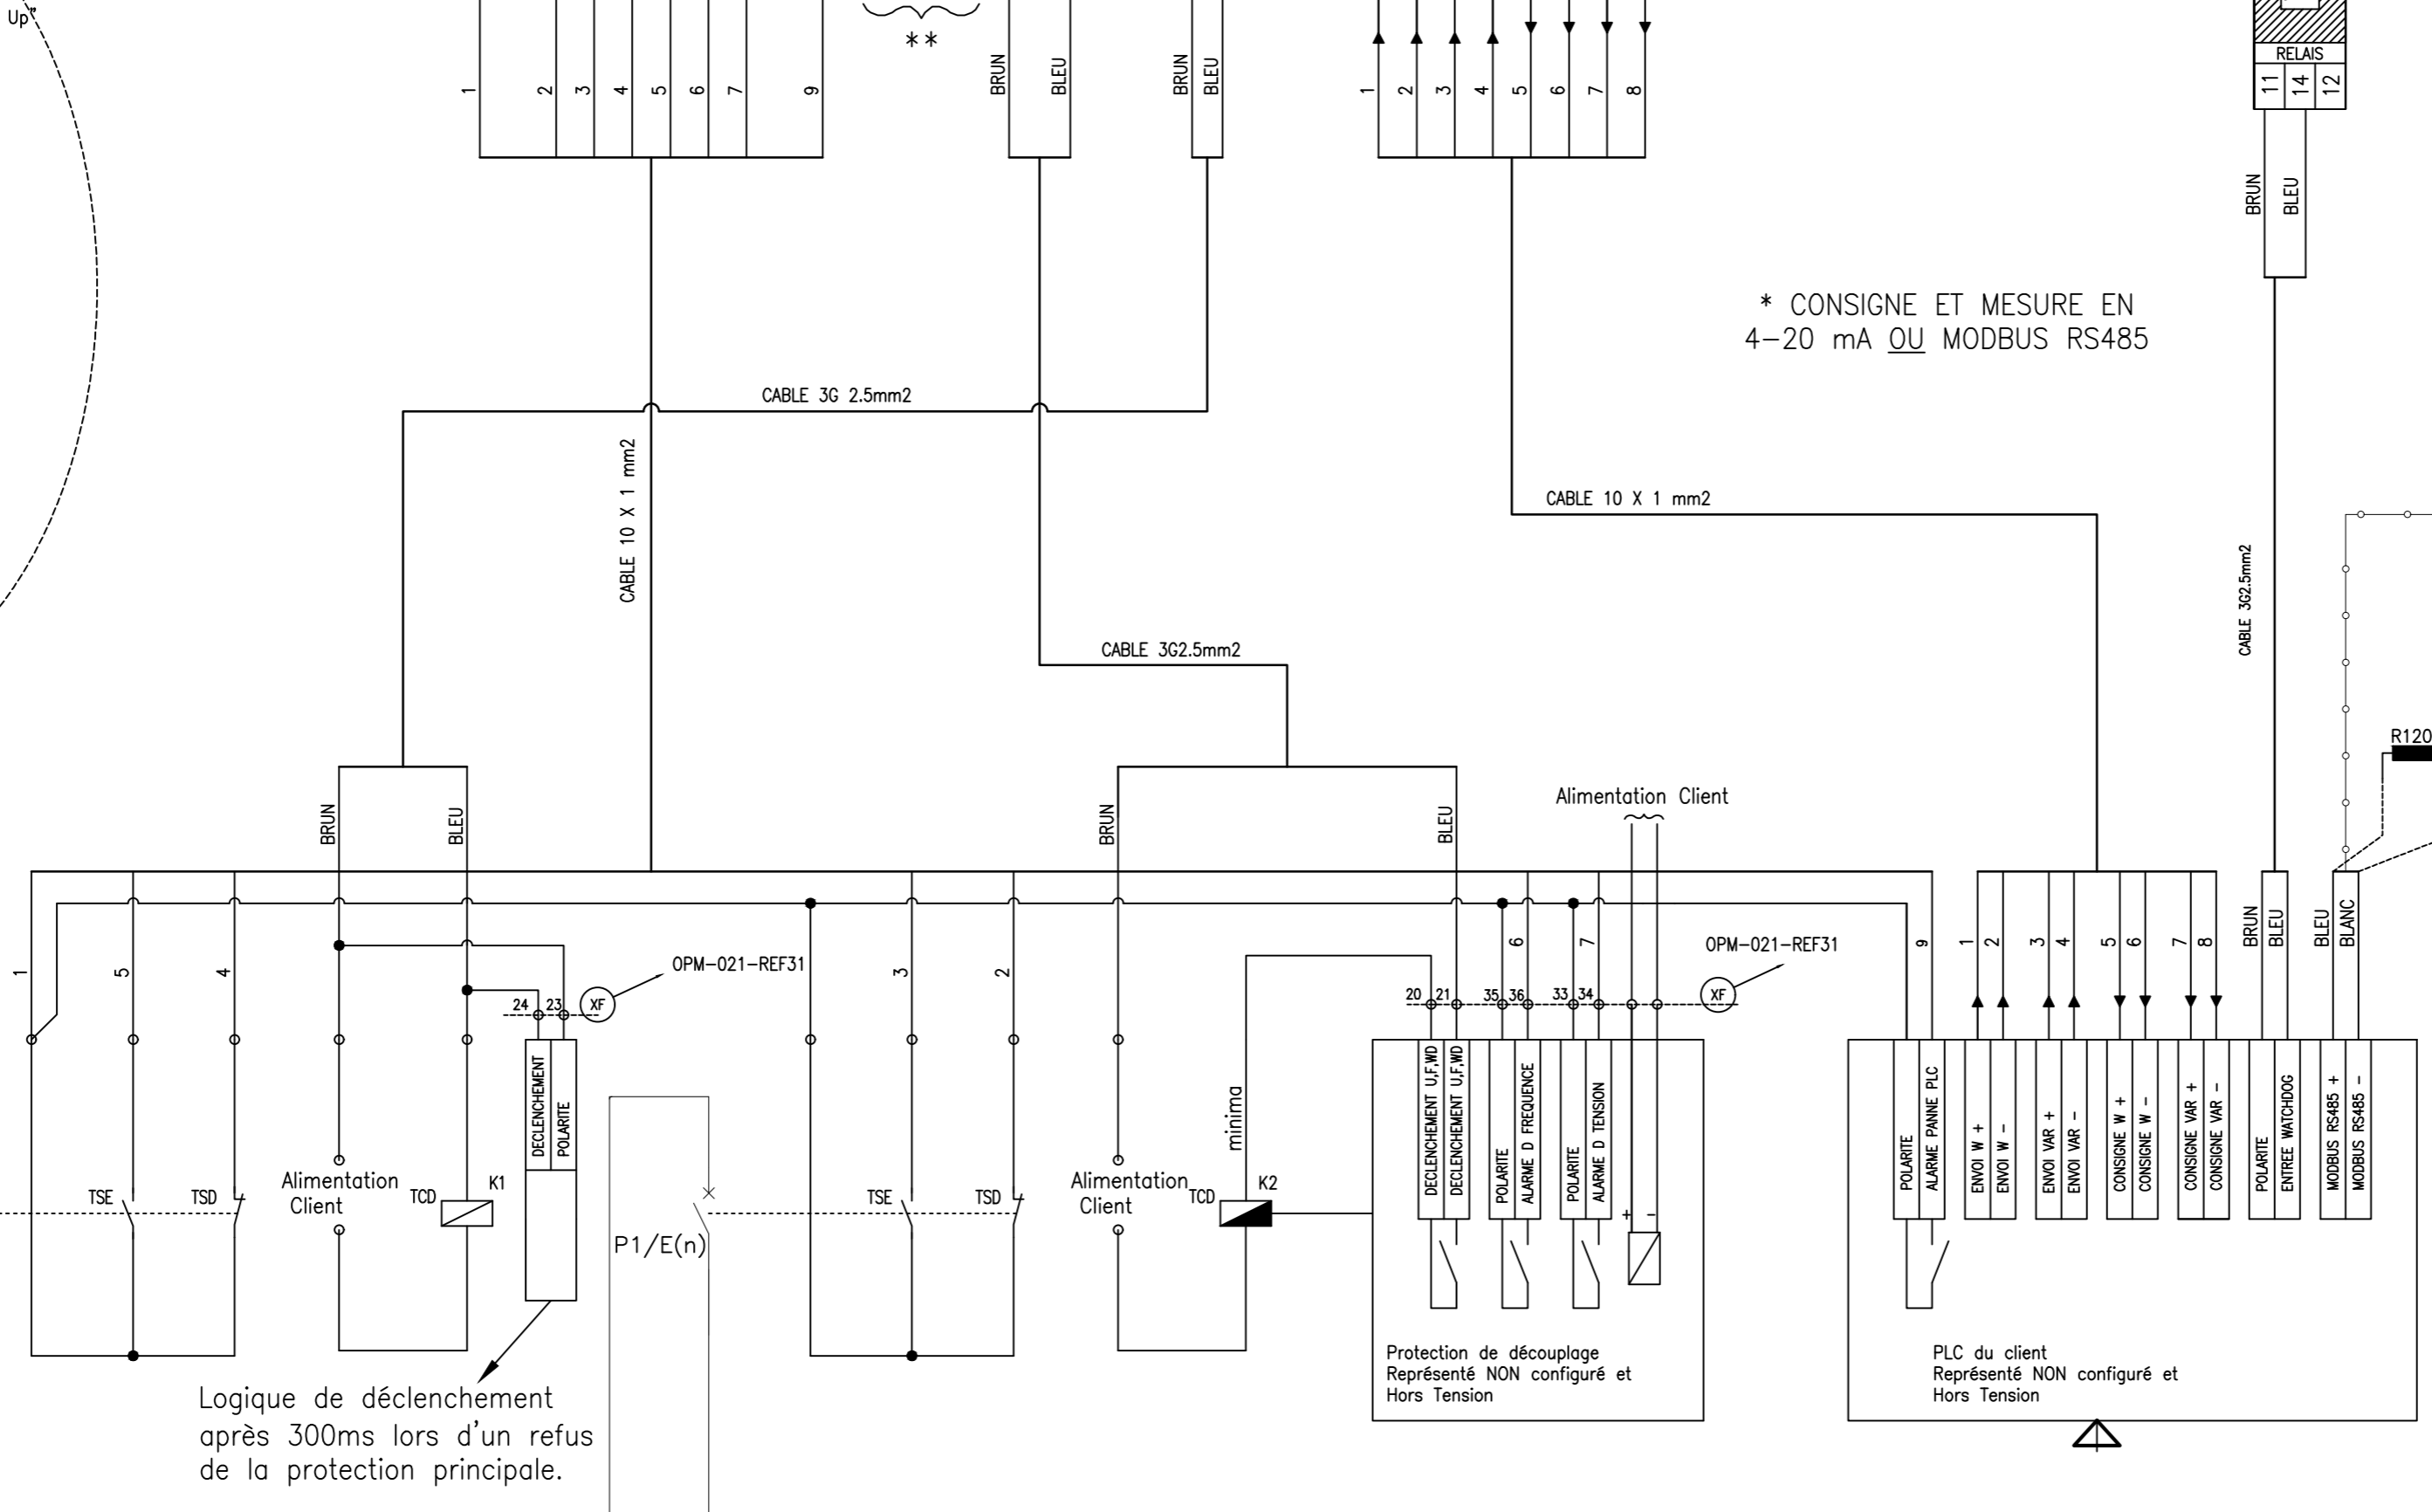 Up"
**
1
2
3
4
5
6
7
9
BRUN
BLEU
BRUN
BLEU
1
2
3
4
5
6
7
8
RELAIS
11
14
12
BRUN
BLEU
* CONSIGNE ET MESURE EN
4-20 mA OU MODBUS RS485
CABLE 3G 2.5mm2
CABLE 10 X 1 mm2
CABLE 10 X 1 mm2
CABLE 3G2.5mm2
CABLE 3G2.5mm2
R120
Alimentation Client
BRUN
BLEU
BRUN
BLEU
1
5
4
24
23
XF
OPM-021-REF31
3
2
20
21
35
36
33
34
6
7
XF
OPM-021-REF31
9
1
2
3
4
5
6
7
8
BRUN
BLEU
BLEU
BLANC
DECLENCHEMENT
POLARITE
minima
DECLENCHEMENT U,F,WD
DECLENCHEMENT U,F,WD
POLARITE
ALARME D FREQUENCE
POLARITE
ALARME D TENSION
+ -
POLARITE
ALARME PANNE PLC
ENVOI W +
ENVOI W -
ENVOI VAR +
ENVOI VAR -
CONSIGNE W +
CONSIGNE W -
CONSIGNE VAR +
CONSIGNE VAR -
POLARITE
ENTREE WATCHDOG
MODBUS RS485 +
MODBUS RS485 -
TSE
TSD
Alimentation
Client
TCD
K1
P1/E(n)
TSE
TSD
Alimentation
Client
TCD
K2
Protection de découplage
Représenté NON configuré et
Hors Tension
PLC du client
Représenté NON configuré et
Hors Tension
Logique de déclenchement
après 300ms lors d'un refus
de la protection principale.